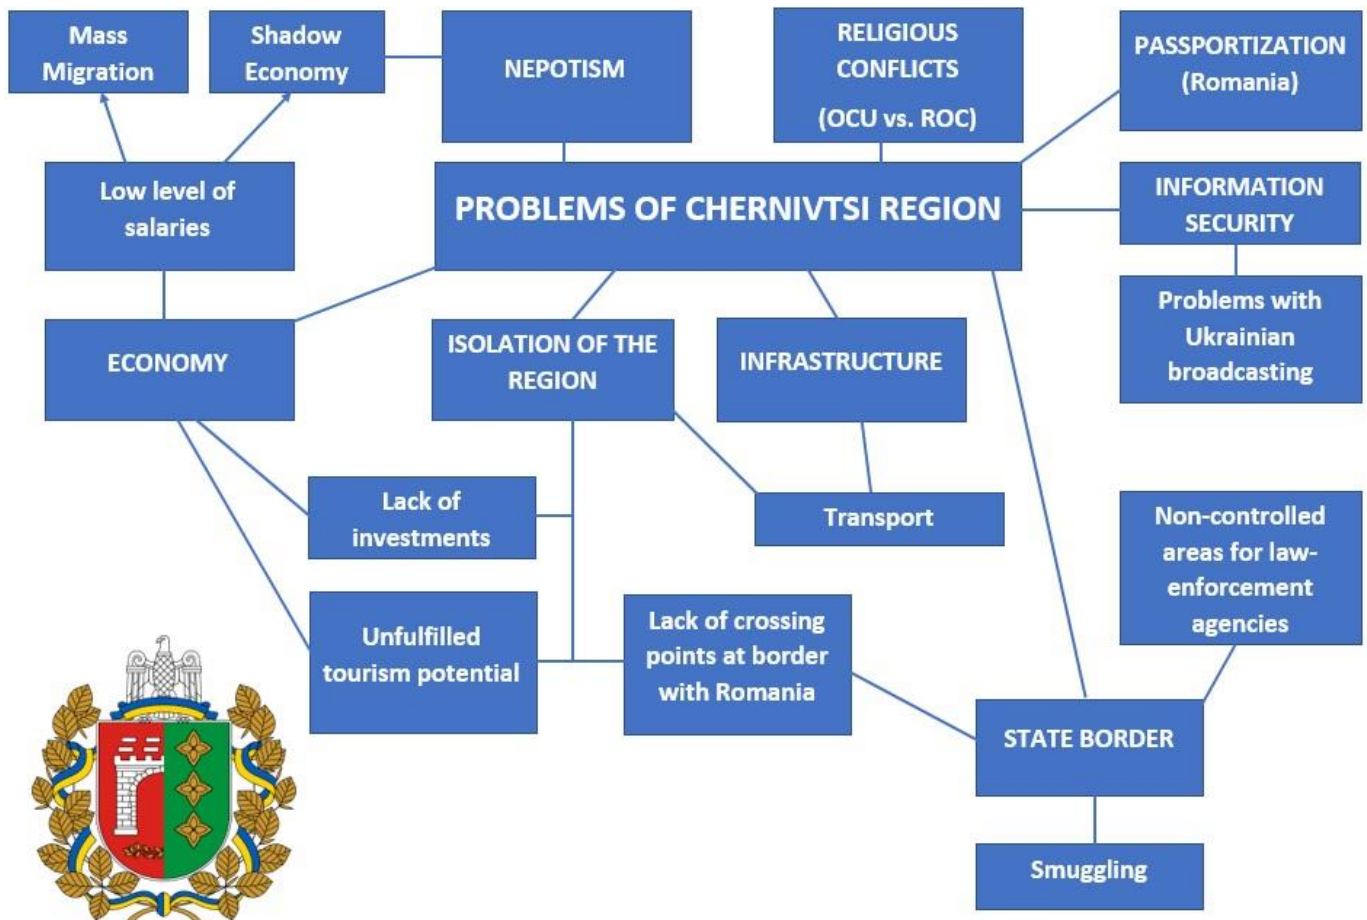 Mass
Migration
Shadow
Economy
NEPOTISM
RELIGIOUS
CONFLICTS
(OCU vs. ROC)
PASSPORTIZATION
(Romania)
Low level of
salaries
PROBLEMS OF CHERNIVTSI REGION
INFORMATION
SECURITY
Problems with
Ukrainian
broadcasting
ECONOMY
ISOLATION OF THE
REGION
INFRASTRUCTURE
Lack of
investments
Transport
Non-controlled
areas for law-
enforcement
agencies
Unfulfilled
tourism potential
Lack of crossing
points at border
with Romania
STATE BORDER
Smuggling